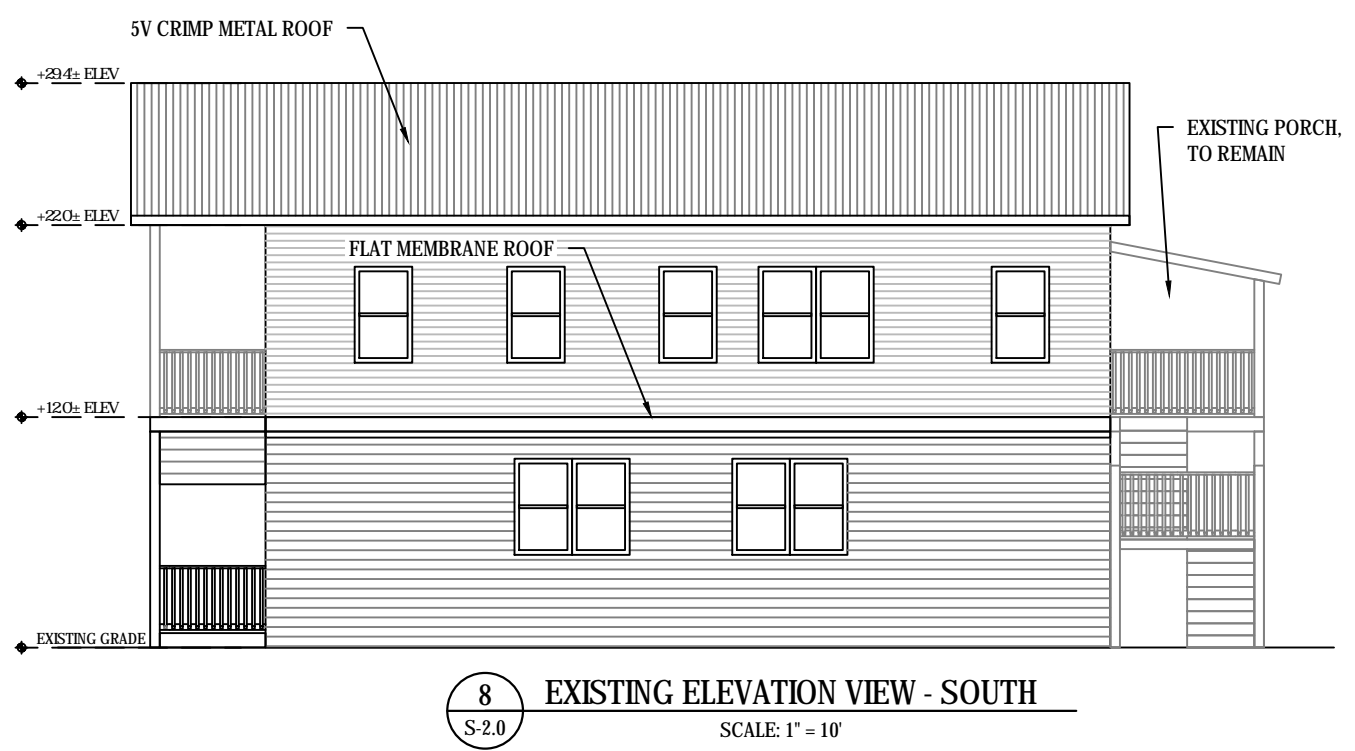 5V CRIMP METAL ROOF
+29.4'± ELEV
EXISTING PORCH,
TO REMAIN
+22.0'± ELEV
FLAT MEMBRANE ROOF
+12.0'± ELEV
EXISTING GRADE
8
S-2.0
EXISTING ELEVATION VIEW - SOUTH
SCALE: 1" = 10'